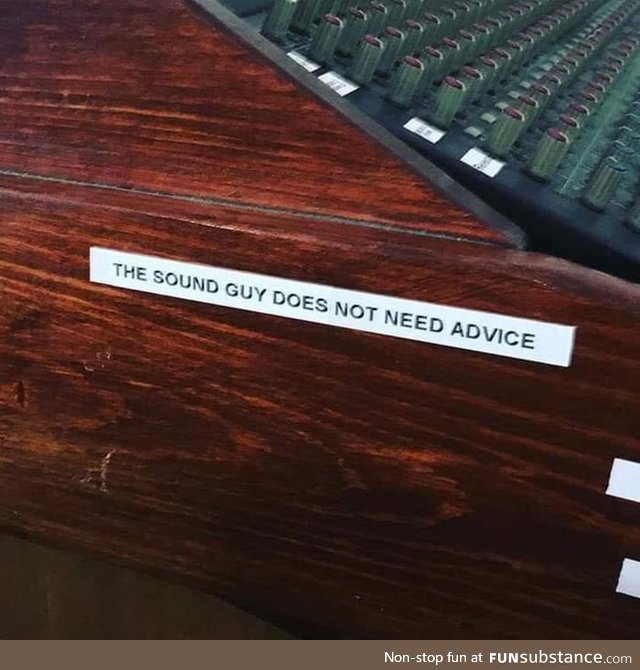 THE SOUND GUY DOES NOT NEED ADVICE
Non-stop fun at FUNsubstance.com